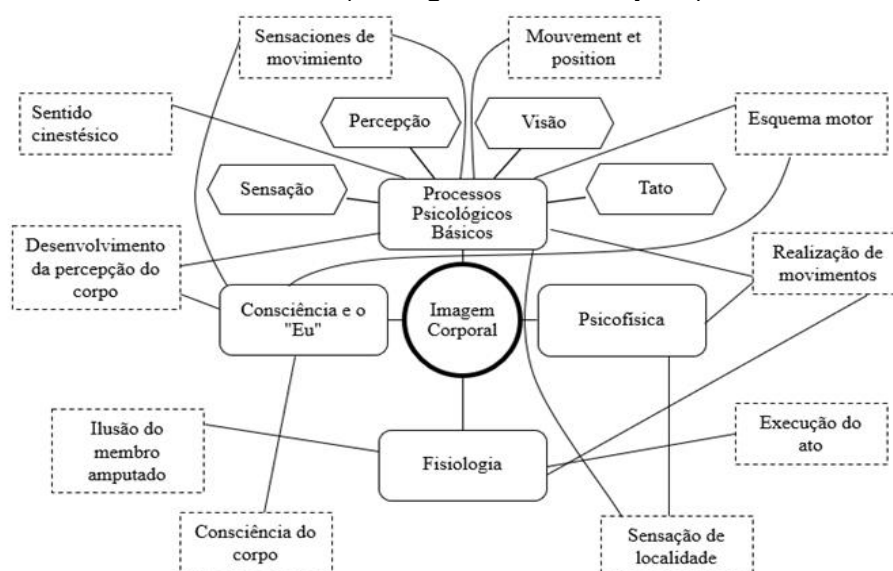 Sensaciones de
movimiento
Mouvement et
position
Sentido
cinestésico
Percepção
Visão
Esquema motor
Sensação
Processos
Psicológicos
Básicos
Tato
Desenvolvimento
da percepção do
corpo
Realização de
movimentos
Consciência e o
"Eu"
Imagem
Corporal
Psicofísica
Ilusão do
membro
amputado
Fisiologia
Execução do
ato
Consciência do
corpo
Sensação de
localidade